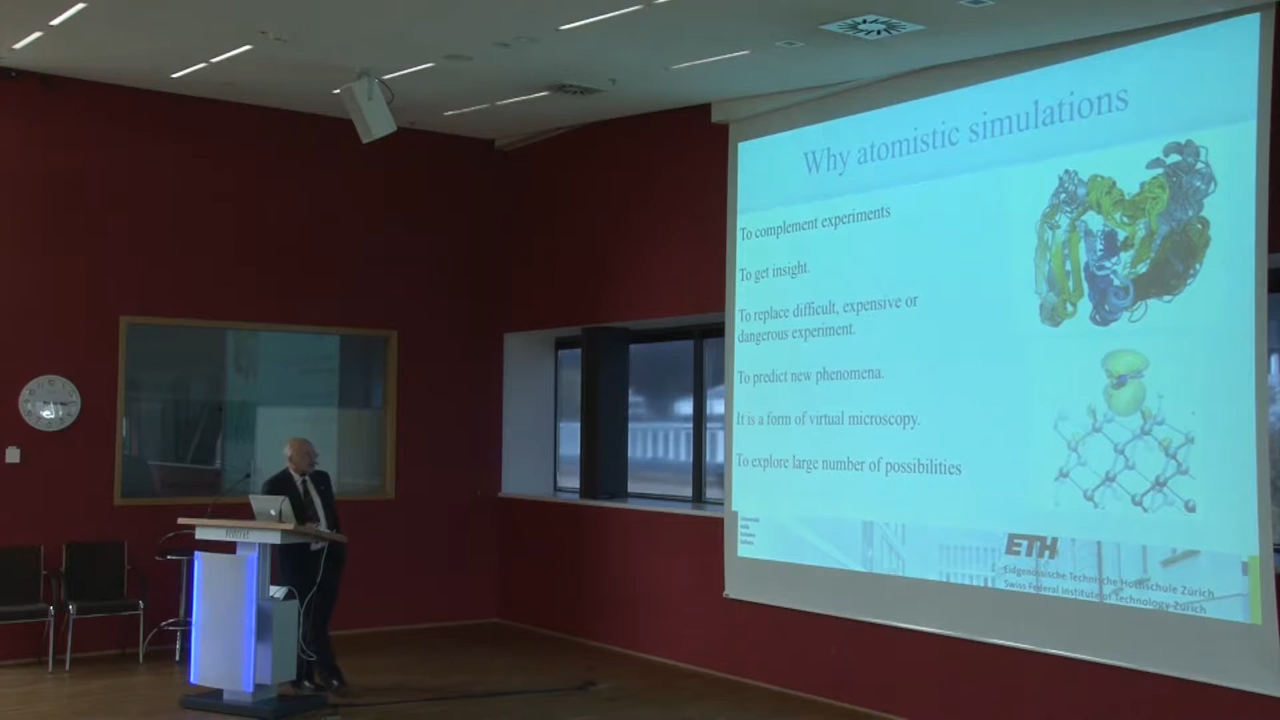 Why atomistic simulations
To complement experiments
To get insight.
To replace difficult, expensive or
dangerous experiment.
To predict new phenomena.
It is a form of virtual microscopy.
To explore large number of possibilities
ETH
Eidgenössische Technische Hochschule Zürich
Swiss Federal Institute of Technology Zurich